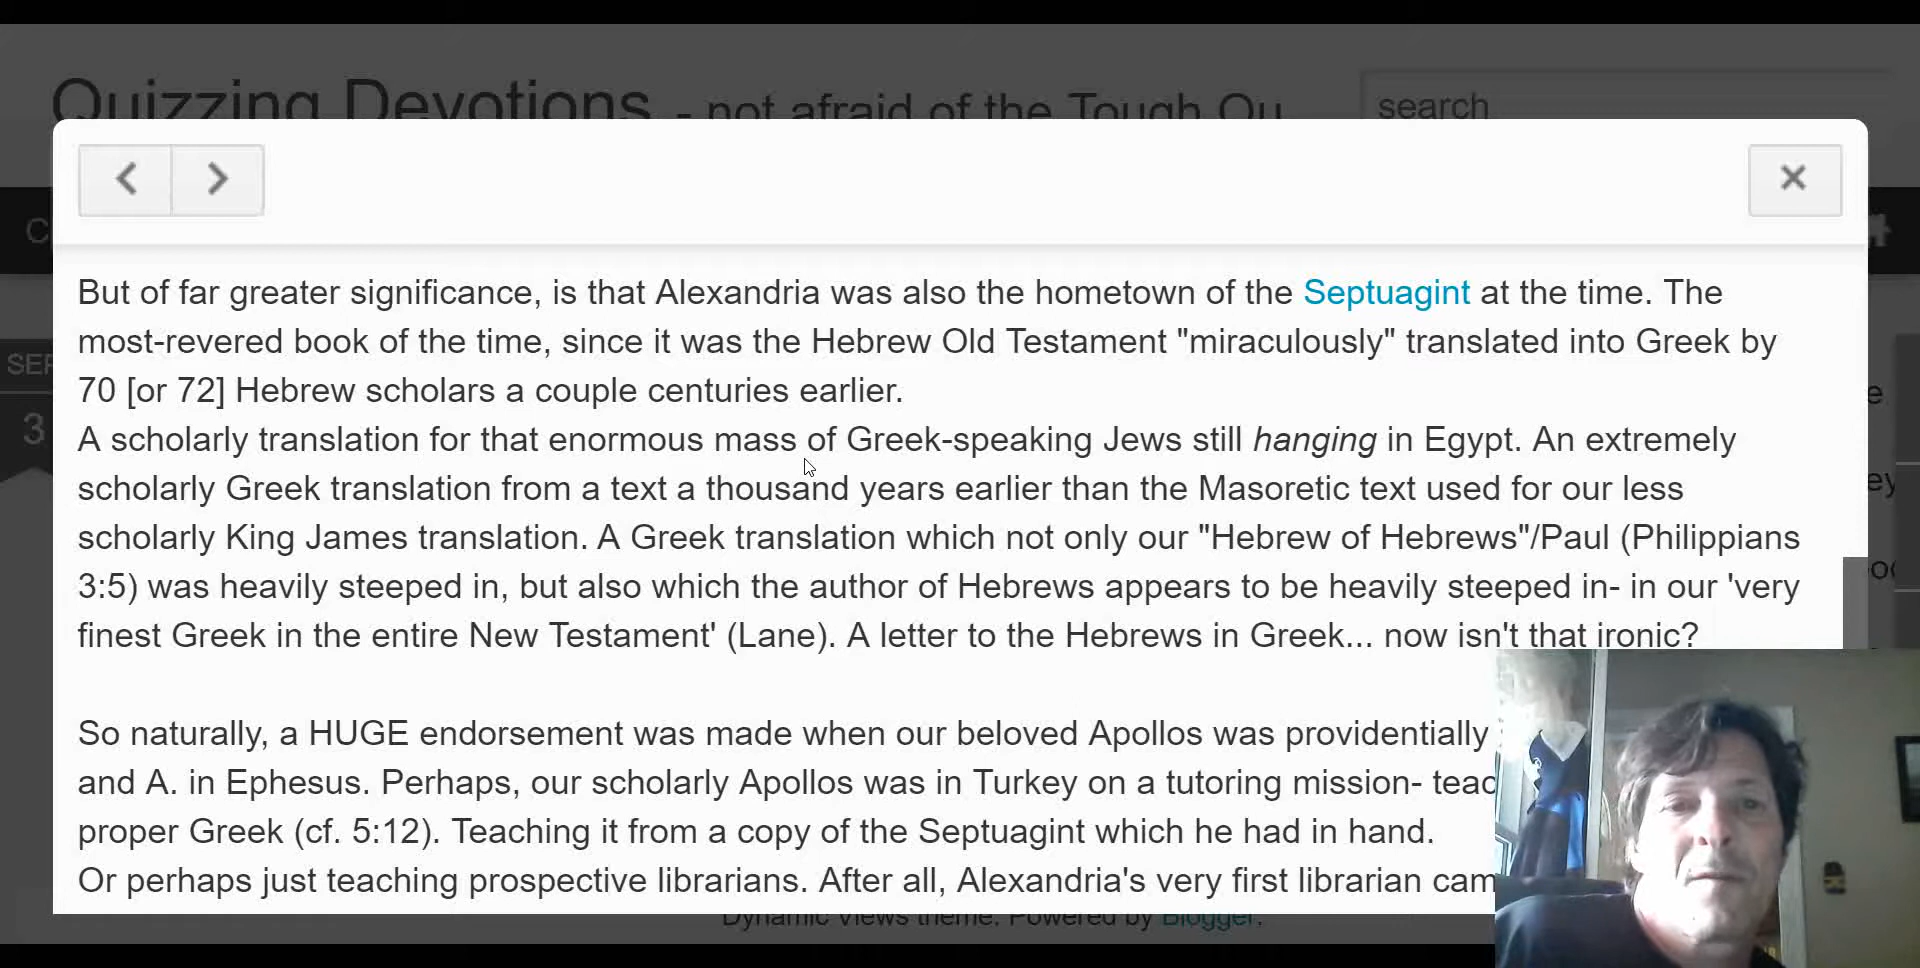 Quizzing Devotions - not afraid of the Tough Qu
search
But of far greater significance, is that Alexandria was also the hometown of the Septuagint at the time. The
most-revered book of the time, since it was the Hebrew Old Testament "miraculously" translated into Greek by
70 [or 72] Hebrew scholars a couple centuries earlier.
A scholarly translation for that enormous mass of Greek-speaking Jews still hanging in Egypt. An extremely
scholarly Greek translation from a text a thousand years earlier than the Masoretic text used for our less
scholarly King James translation. A Greek translation which not only our "Hebrew of Hebrews"/Paul (Philippians
3:5) was heavily steeped in, but also which the author of Hebrews appears to be heavily steeped in- in our 'very
finest Greek in the entire New Testament' (Lane). A letter to the Hebrews in Greek... now isn't that ironic?
So naturally, a HUGE endorsement was made when our beloved Apollos was providentially
and A. in Ephesus. Perhaps, our scholarly Apollos was in Turkey on a tutoring mission- teac
proper Greek (cf. 5:12). Teaching it from a copy of the Septuagint which he had in hand.
Or perhaps just teaching prospective librarians. After all, Alexandria's very first librarian cam
SEP
3
Dynamic Views theme. Powered by Blogger.